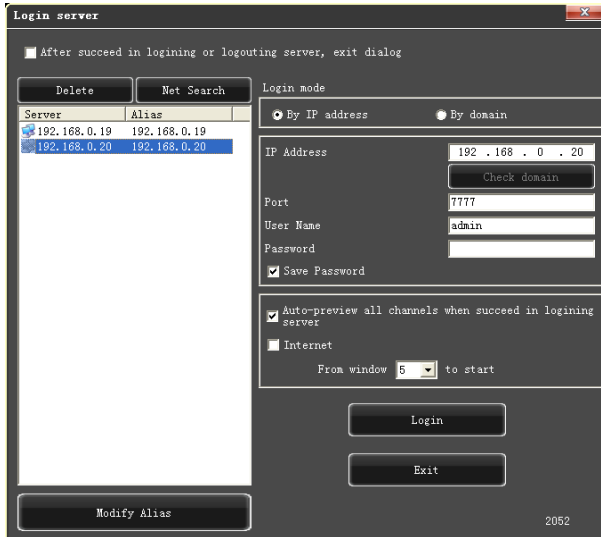 Login server
After succeed in logining or logouting server, exit dialog
Delete
Net Search
Server Alias
192.168.0.19 192.168.0.19
192.168.0.20 192.168.0.20
Modify Alias
Login mode
By IP address
By domain
IP Address 192 . 168 . 0 . 20
Check domain
Port 7777
User Name admin
Password
Save Password
Auto-preview all channels when succeed in logining
server
Internet
From window 5 to start
Login
Exit
2052